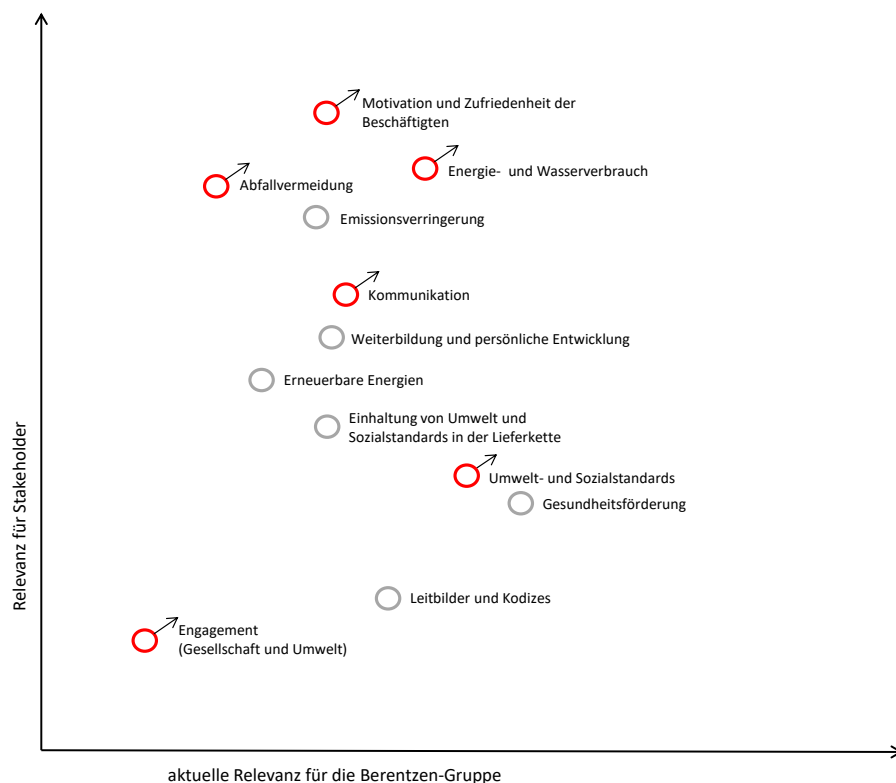 Motivation und Zufriedenheit der
Beschäftigten
Energie- und Wasserverbrauch
Abfallvermeidung
Emissionsverringerung
Kommunikation
Weiterbildung und persönliche Entwicklung
Erneuerbare Energien
Einhaltung von Umwelt und
Sozialstandards in der Lieferkette
Umwelt- und Sozialstandards
Gesundheitsförderung
Leitbilder und Kodizes
Engagement
(Gesellschaft und Umwelt)
Relevanz für Stakeholder
aktuelle Relevanz für die Berentzen-Gruppe